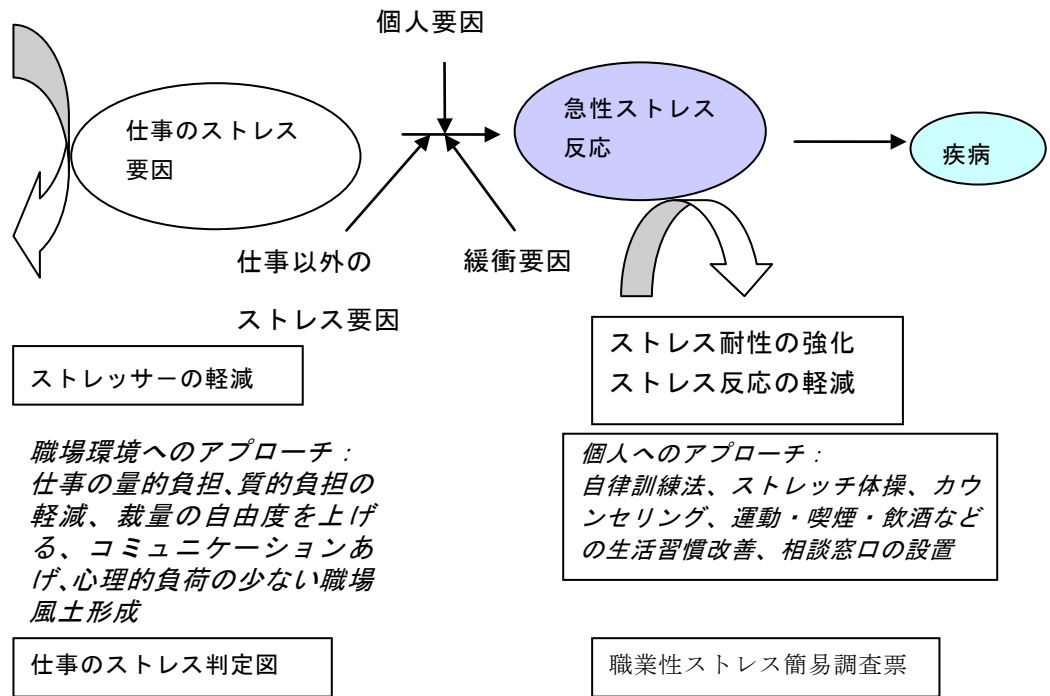 個人要因
仕事のストレス
要因
急性ストレス
反応
疾病
仕事以外の
ストレス要因
緩衝要因
ストレッサーの軽減
ストレス耐性の強化
ストレス反応の軽減
職場環境へのアプローチ：
仕事の量的負担、質的負担の
軽減、裁量の自由度を上げ
る、コミュニケーションあ
げ、心理的負荷の少ない職場
風土形成
個人へのアプローチ：
自律訓練法、ストレッチ体操、カウ
ンセリング、運動・喫煙・飲酒など
の生活習慣改善、相談窓口の設置
仕事のストレス判定図
職業性ストレス簡易調査票